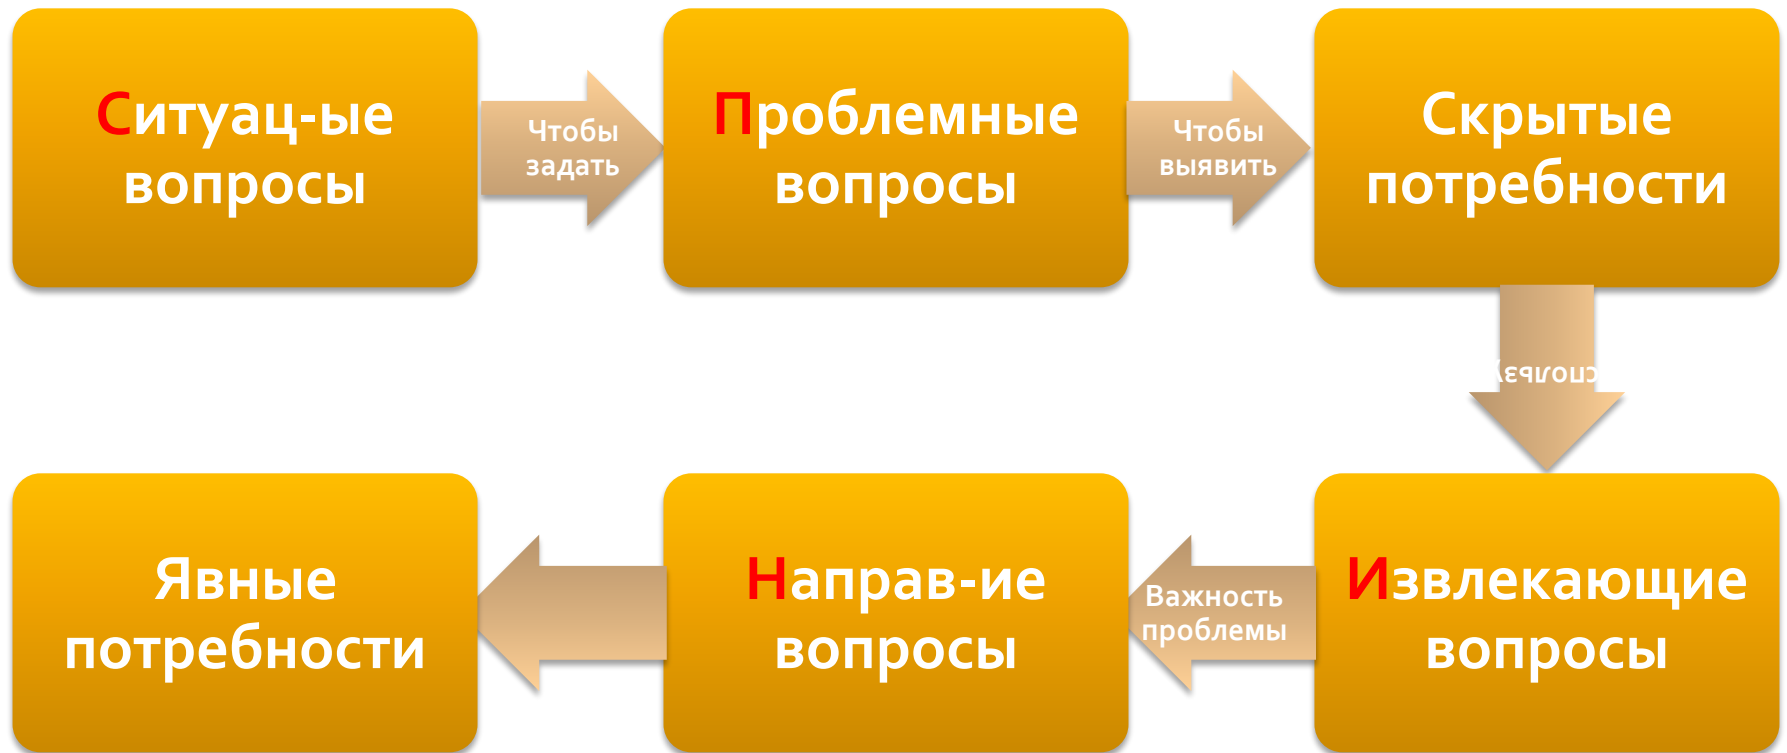 Ситуац-ые
вопросы
Чтобы
задать
Проблемные
вопросы
Чтобы
выявить
Скрытые
потребности
Извлекающие
вопросы
Важность
проблемы
Направ-ие
вопросы
Явные
потребности